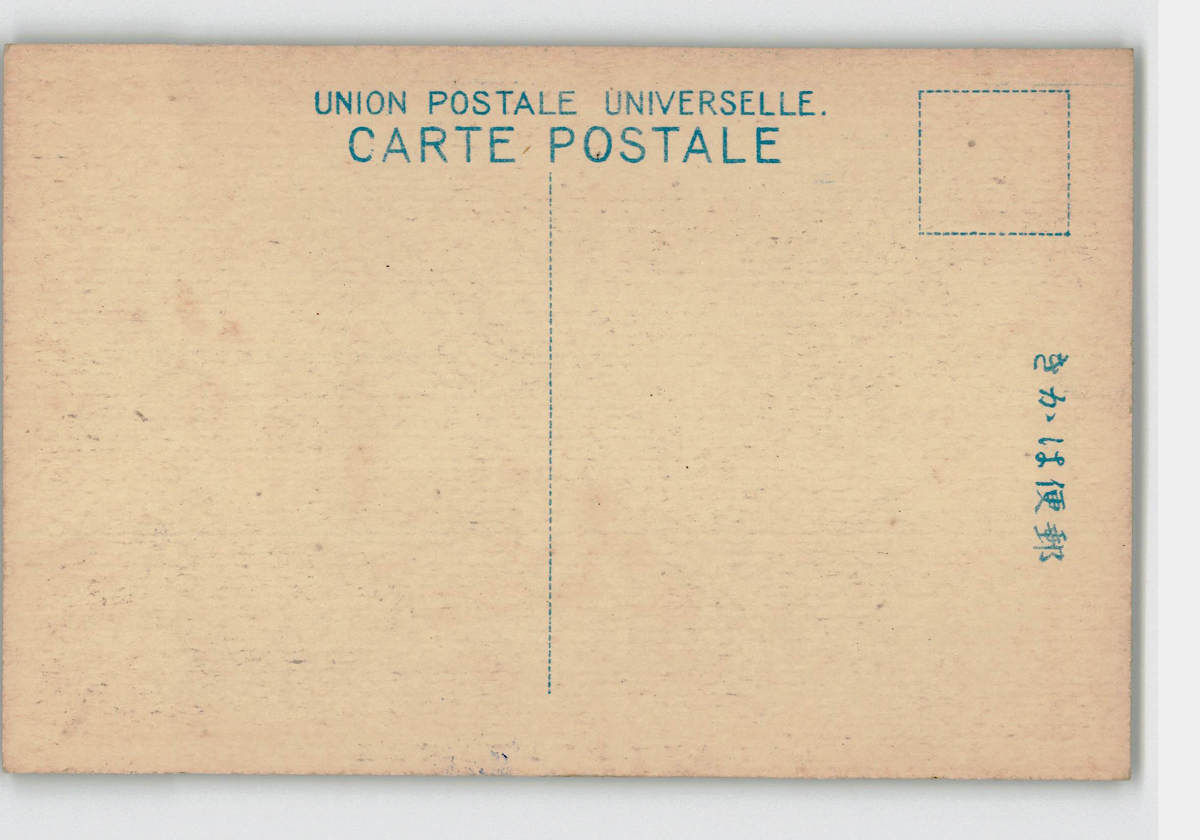 UNION POSTALE UNIVERSELLE.
CARTE POSTALE
郵便はかき